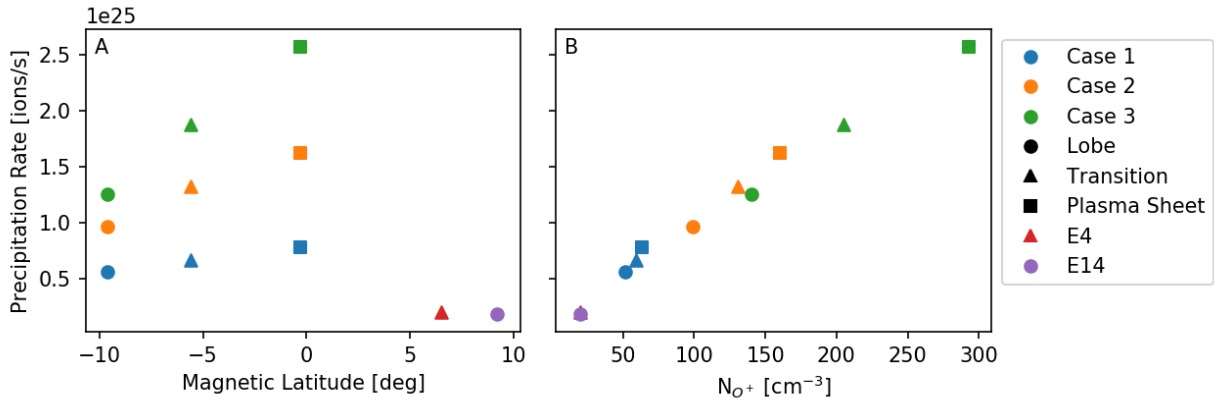 1e25
A
B
Precipitation Rate [ions/s]
2.5
2.0
1.5
1.0
0.5
−10
−5
0
5
10
Magnetic Latitude [deg]
50
100
150
200
250
300
N_{O^+} [cm^{−3}]
Case 1
Case 2
Case 3
Lobe
Transition
Plasma Sheet
E4
E14